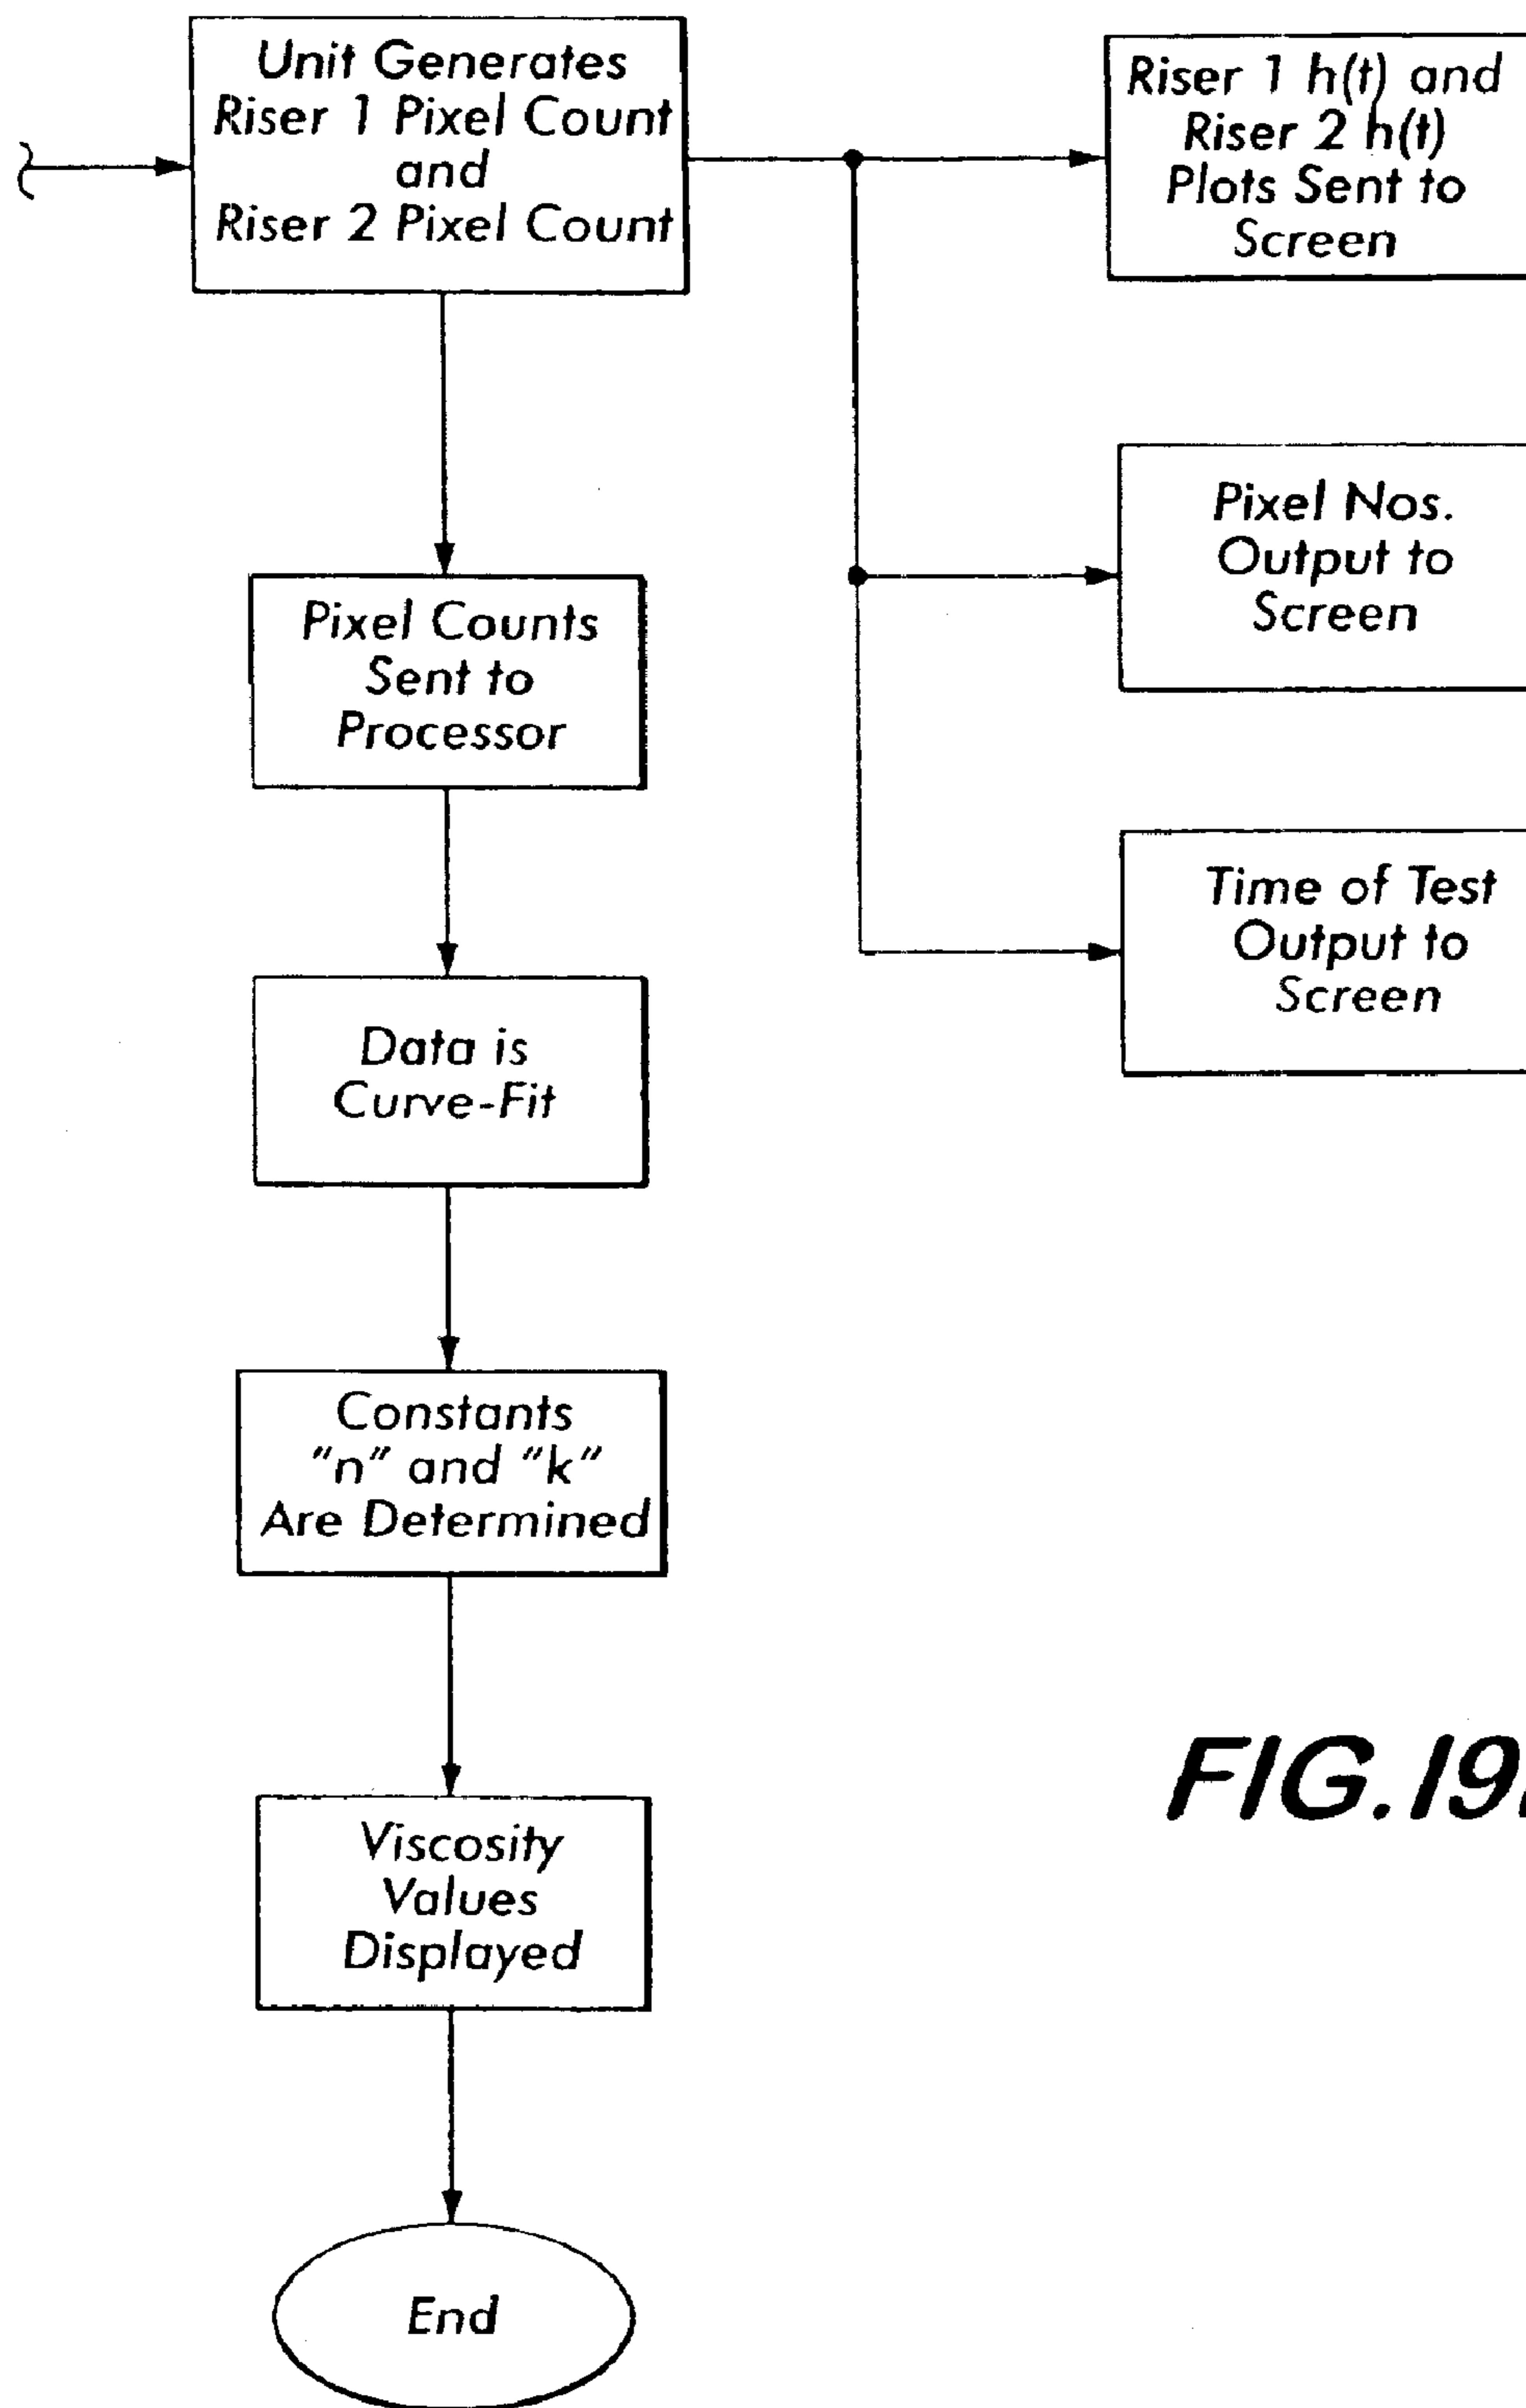 Unit Generates
Riser 1 Pixel Count
and
Riser 2 Pixel Count
Riser 1 h(t) and
Riser 2 h(t)
Plots Sent to
Screen
Pixel Nos.
Output to
Screen
Pixel Counts
Sent to
Processor
Time of Test
Output to
Screen
Data is
Curve-Fit
Constants
"n" and "k"
Are Determined
Viscosity
Values
Displayed
End
FIG.19